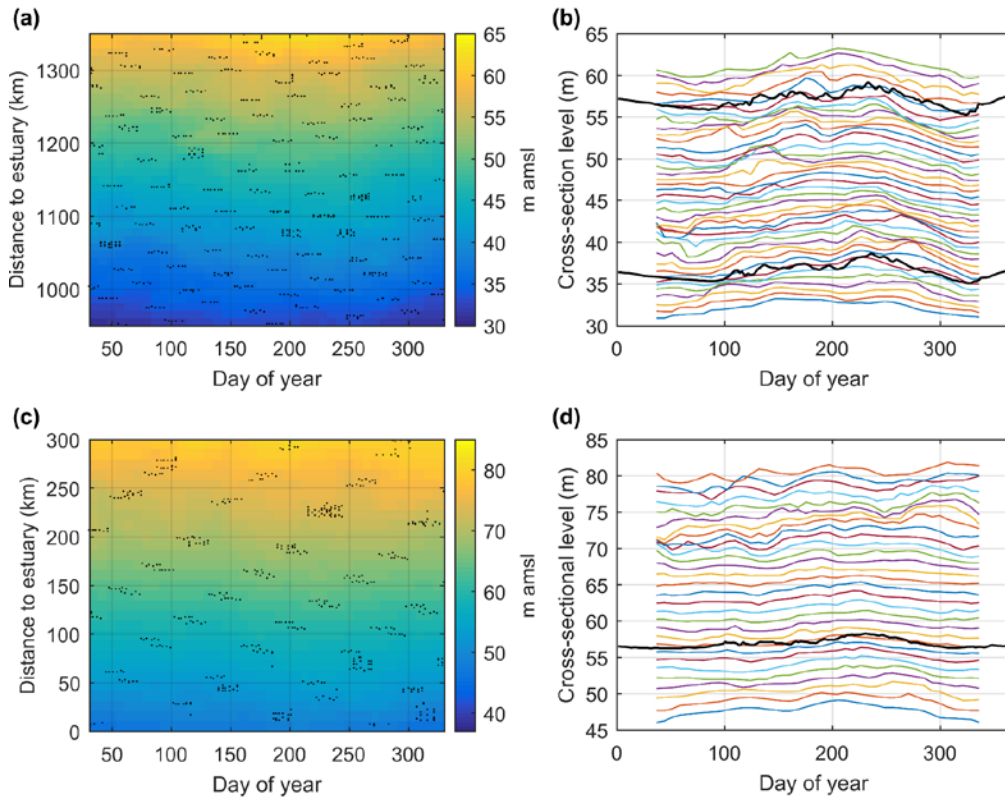 (a)
Distance to estuary (km)
1300
1200
1100
1000
50 100 150 200 250 300
Day of year
65
60
55
50
45
40
35
30
m amsl
(b)
Cross-section level (m)
65
60
55
50
45
40
35
30
0 100 200 300
Day of year
(c)
Distance to estuary (km)
300
250
200
150
100
50
0
50 100 150 200 250 300
Day of year
80
70
60
50
40
m amsl
(d)
Cross-sectional level (m)
85
80
75
70
65
60
55
50
45
0 100 200 300
Day of year